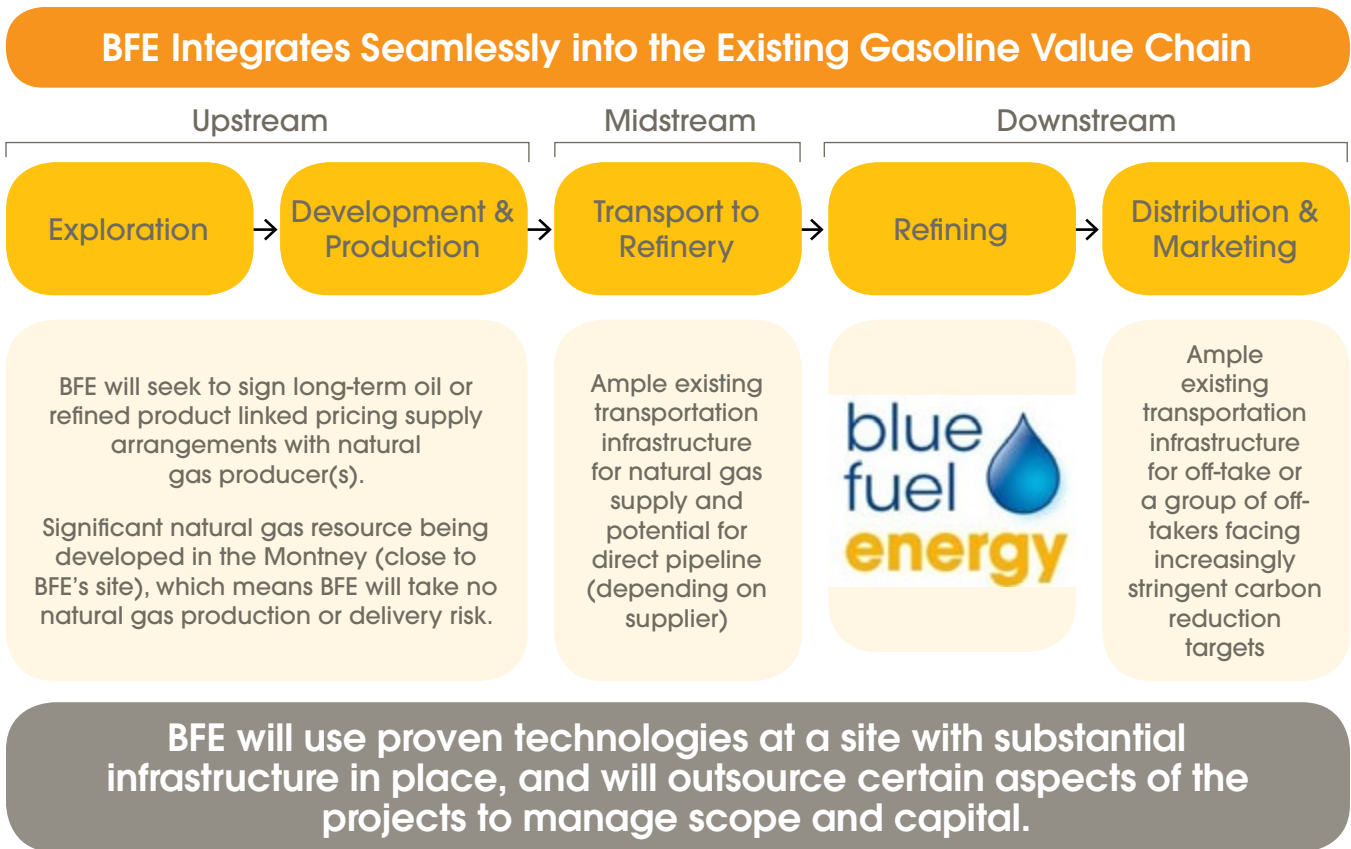 BFE Integrates Seamlessly into the Existing Gasoline Value Chain
Upstream
Midstream
Downstream
Exploration
Development &
Production
Transport to
Refinery
Refining
Distribution &
Marketing
BFE will seek to sign long-term oil or
refined product linked pricing supply
arrangements with natural
gas producer(s).
Significant natural gas resource being
developed in the Montney (close to
BFE’s site), which means BFE will take no
natural gas production or delivery risk.
Ample existing
transportation
infrastructure
for natural gas
supply and
potential for
direct pipeline
(depending on
supplier)
blue
fuel
energy
Ample
existing
transportation
infrastructure
for off-take or
a group of off-
takers facing
increasingly
stringent carbon
reduction
targets
BFE will use proven technologies at a site with substantial
infrastructure in place, and will outsource certain aspects of the
projects to manage scope and capital.